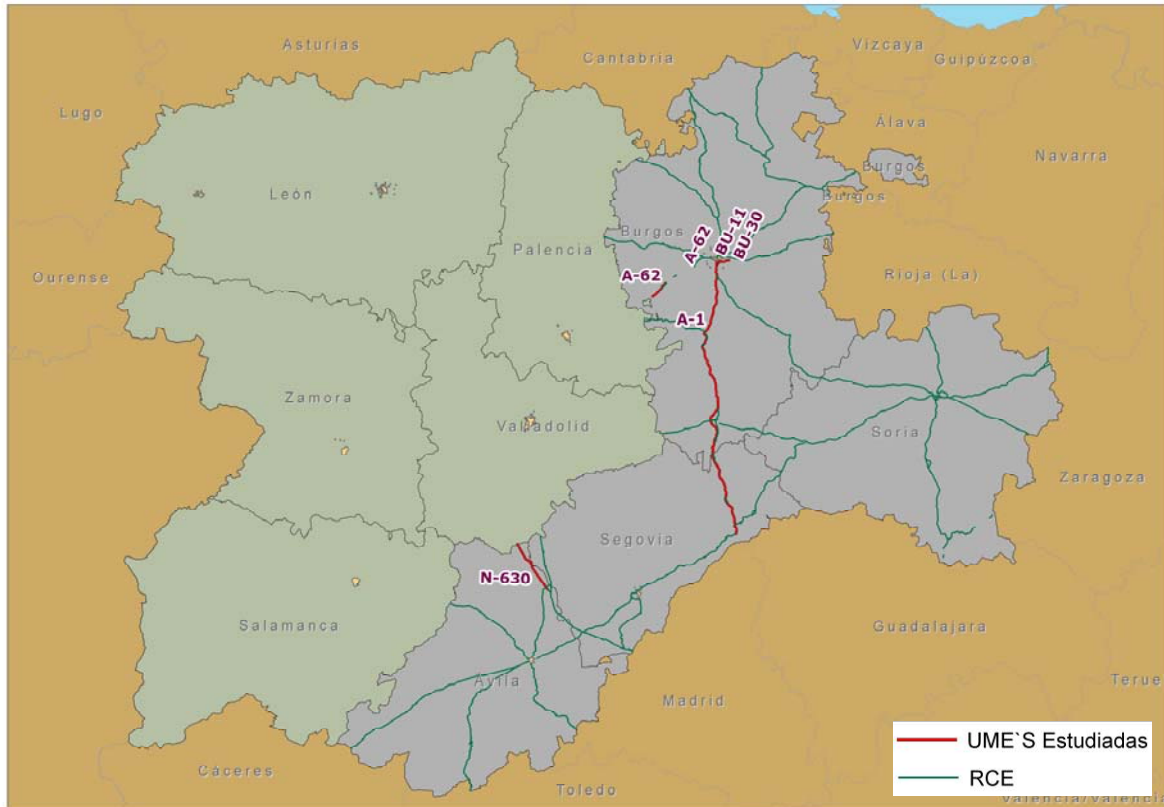 Asturias
Cantabria
Vizcaya
Guipúzcoa
Lugo
Álava
Navarra
León
Burgos
Burgos
Burgos
Palencia
A-62
BU-11
BU-30
Ourense
A-62
Rioja (La)
A-1
Zamora
Valladolid
Soria
Zaragoza
Segovia
N-630
Salamanca
Guadalajara
Ávila
Madrid
Teruel
UME`S Estudiadas
Cáceres
RCE
Toledo